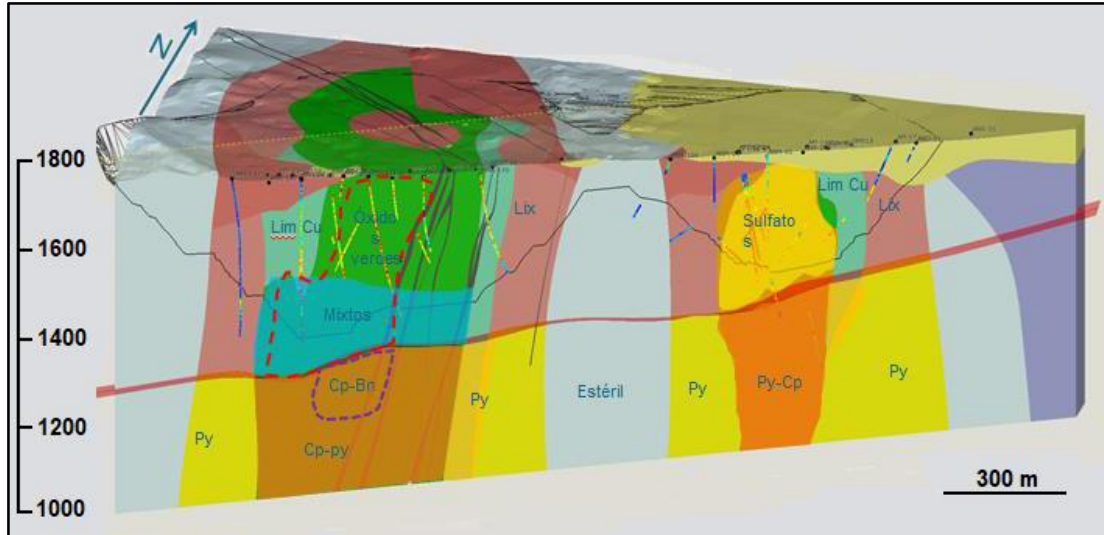 N
1800
1600
1400
1200
1000
Lim Cu
Óxido
s
verdes
Lix
Mixtos
Cp-Bn
Cp-py
Py
Py
Estéril
Py
Sulfato
s
Lim Cu
Lix
Py-Cp
Py
300 m